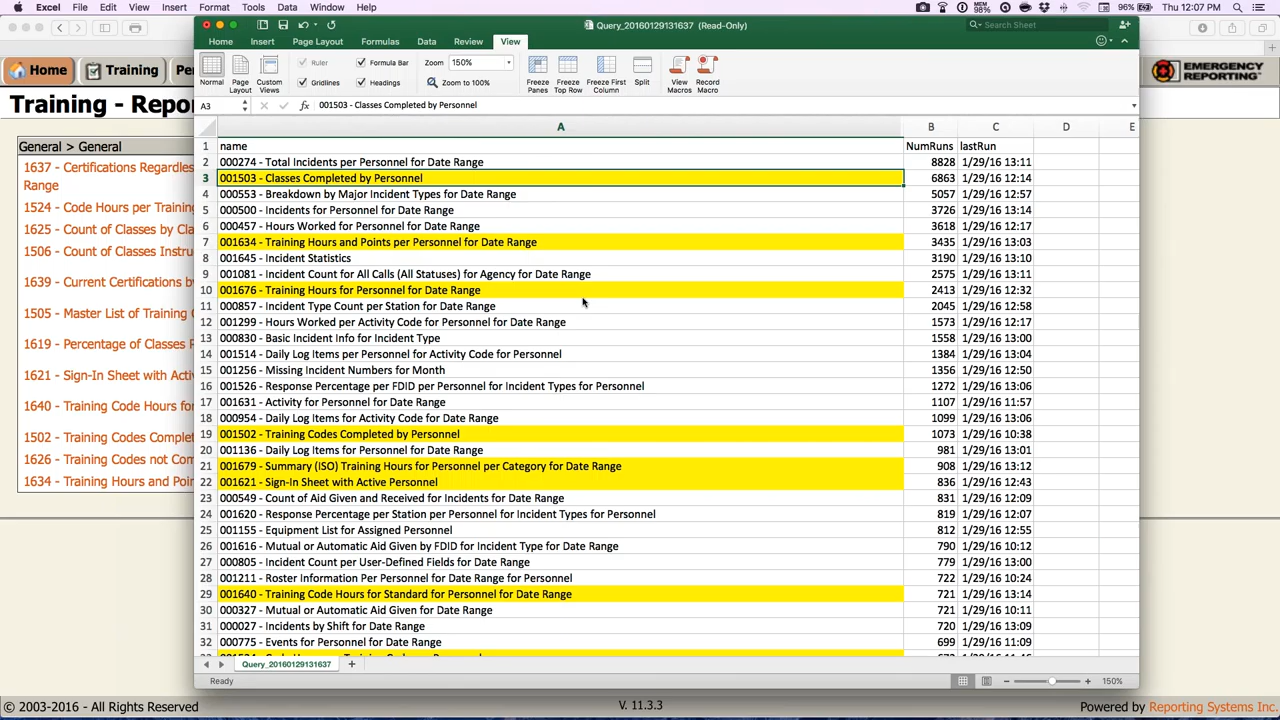 Excel File Edit View Insert Format Tools Data Window Help
MEM 98% 96% Thu 12:07 PM
Query_20160129131637 (Read-Only)
Search Sheet
Home Insert Page Layout Formulas Data Review View
Normal Page Layout Custom Views Ruler Formula Bar Gridlines Headings Zoom 150% Zoom to 100% Freeze Panes Freeze Top Row Freeze First Column Split View Macros Record Macro
A3 fx 001503 - Classes Completed by Personnel
Home Training Per
EMERGENCY REPORTING
Training - Repor
General > General
1637 - Certifications Regardles
Range
1524 - Code Hours per Training
1625 - Count of Classes by Cl
1506 - Count of Classes Instru
1639 - Current Certifications b
1505 - Master List of Training C
1619 - Percentage of Classes R
1621 - Sign-In Sheet with Activ
1640 - Training Code Hours for
1502 - Training Codes Complet
1626 - Training Codes not Com
1634 - Training Hours and Poin
A B C D E
1 name NumRuns lastRun
2 000274 - Total Incidents per Personnel for Date Range 8828 1/29/16 13:11
3 001503 - Classes Completed by Personnel 6863 1/29/16 12:14
4 000553 - Breakdown by Major Incident Types for Date Range 5057 1/29/16 12:57
5 000500 - Incidents for Personnel for Date Range 3726 1/29/16 13:14
6 000457 - Hours Worked for Personnel for Date Range 3618 1/29/16 12:17
7 001634 - Training Hours and Points per Personnel for Date Range 3435 1/29/16 13:03
8 001645 - Incident Statistics 3190 1/29/16 13:10
9 001081 - Incident Count for All Calls (All Statuses) for Agency for Date Range 2575 1/29/16 13:11
10 001676 - Training Hours for Personnel for Date Range 2413 1/29/16 12:32
11 000857 - Incident Type Count per Station for Date Range 2045 1/29/16 12:58
12 001299 - Hours Worked per Activity Code for Personnel for Date Range 1573 1/29/16 12:17
13 000830 - Basic Incident Info for Incident Type 1558 1/29/16 13:00
14 001514 - Daily Log Items per Personnel for Activity Code for Personnel 1384 1/29/16 13:04
15 001256 - Missing Incident Numbers for Month 1356 1/29/16 12:50
16 001526 - Response Percentage per FDID per Personnel for Incident Types for Personnel 1272 1/29/16 13:06
17 001631 - Activity for Personnel for Date Range 1107 1/29/16 11:57
18 000954 - Daily Log Items for Activity Code for Date Range 1099 1/29/16 13:06
19 001502 - Training Codes Completed by Personnel 1073 1/29/16 10:38
20 001136 - Daily Log Items for Personnel for Date Range 981 1/29/16 13:01
21 001679 - Summary (ISO) Training Hours for Personnel per Category for Date Range 908 1/29/16 13:12
22 001621 - Sign-In Sheet with Active Personnel 836 1/29/16 12:43
23 000549 - Count of Aid Given and Received for Incidents for Date Range 831 1/29/16 12:09
24 001620 - Response Percentage per Station per Personnel for Incident Types for Personnel 819 1/29/16 12:07
25 001155 - Equipment List for Assigned Personnel 812 1/29/16 12:55
26 001616 - Mutual or Automatic Aid Given by FDID for Incident Type for Date Range 790 1/29/16 10:12
27 000805 - Incident Count per User-Defined Fields for Date Range 779 1/29/16 13:00
28 001211 - Roster Information Per Personnel for Date Range for Personnel 722 1/29/16 10:24
29 001640 - Training Code Hours for Standard for Personnel for Date Range 721 1/29/16 13:14
30 000327 - Mutual or Automatic Aid Given for Date Range 721 1/29/16 10:11
31 000027 - Incidents by Shift for Date Range 720 1/29/16 13:09
32 000775 - Events for Personnel for Date Range 699 1/29/16 11:09
Query_20160129131637
Ready 150%
© 2003-2016 - All Rights Reserved V. 11.3.3 Powered by Reporting Systems Inc.